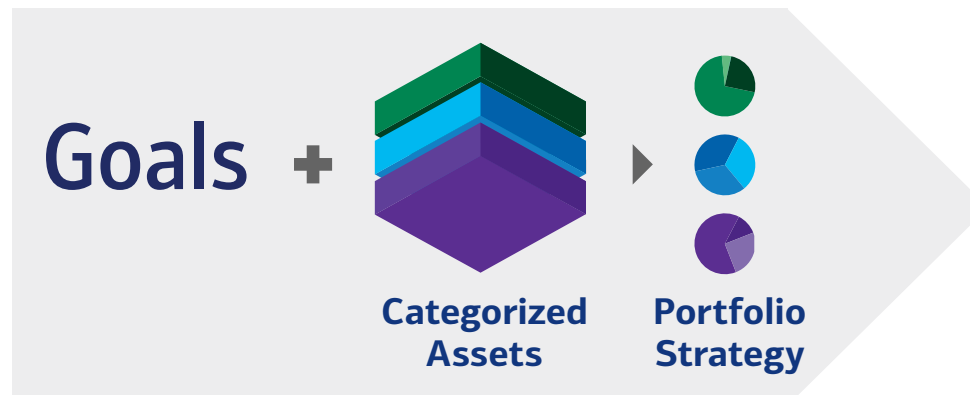 Goals
Categorized
Assets
Portfolio
Strategy